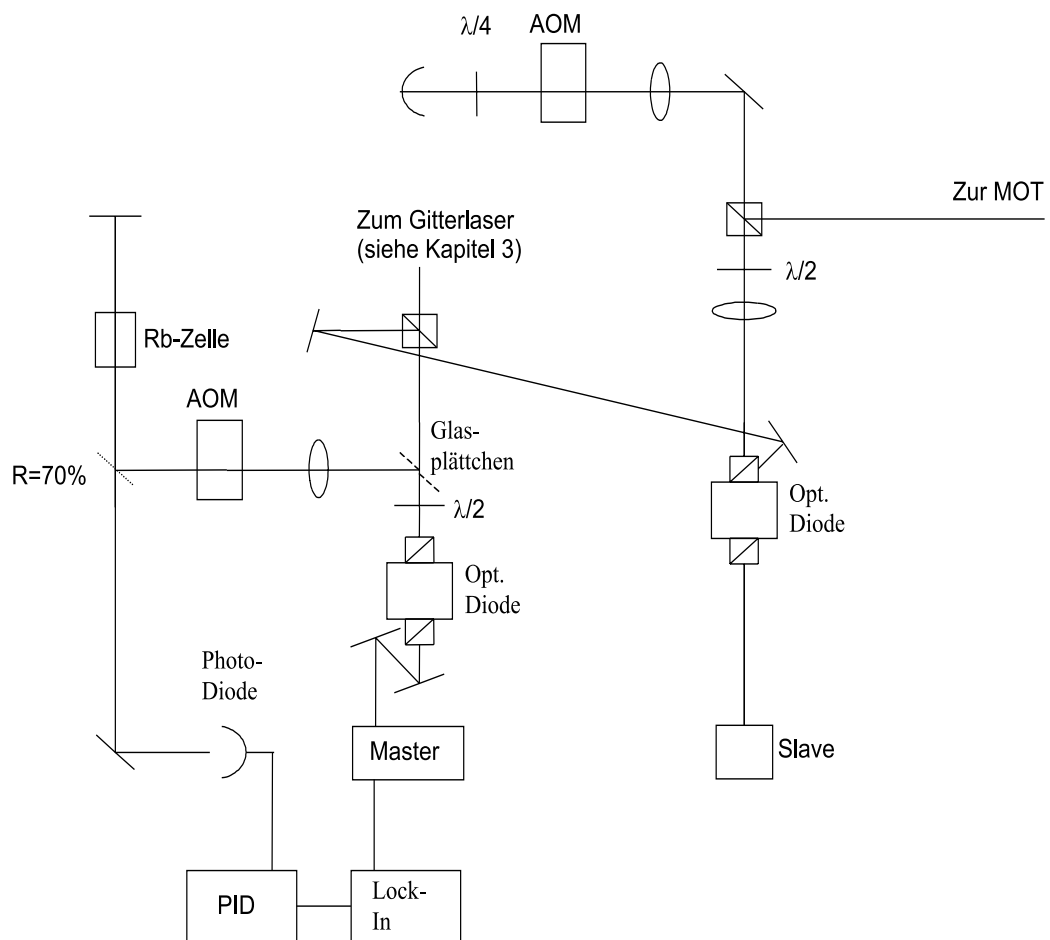 AOM
λ/4
Zur MOT
Zum Gitterlaser
(siehe Kapitel 3)
λ/2
Rb-Zelle
AOM
Glas-
plättchen
R=70%
λ/2
Opt.
Diode
Opt.
Diode
Photo-
Diode
Master
Slave
PID
Lock-
In